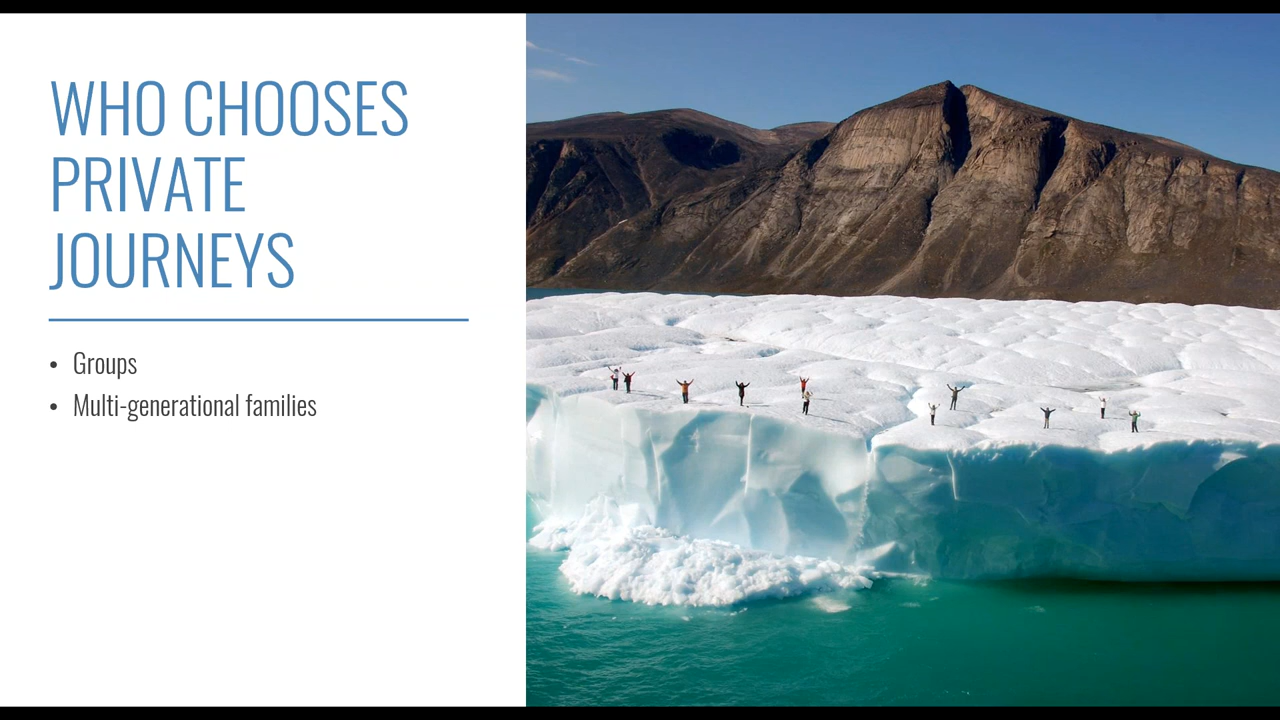 WHO CHOOSES
PRIVATE
JOURNEYS
• Groups
• Multi-generational families